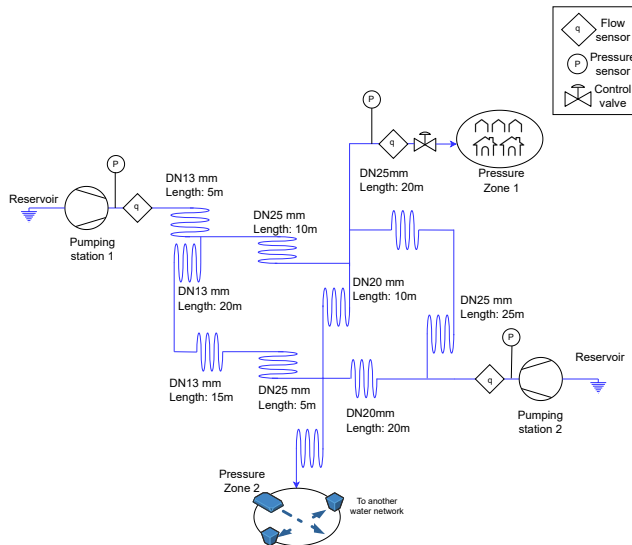 q
Flow
sensor
P
Pressure
sensor
Control
valve
P
q
DN25mm
Length: 20m
Pressure
Zone 1
P
DN13 mm
Length: 5m
Reservoir
q
Pumping
station 1
DN25 mm
Length: 10m
DN13 mm
Length: 20m
DN20 mm
Length: 10m
DN25 mm
Length: 25m
P
Reservoir
DN13 mm
Length: 15m
DN25 mm
Length: 5m
DN20mm
Length: 20m
q
Pumping
station 2
Pressure
Zone 2
To another
water network